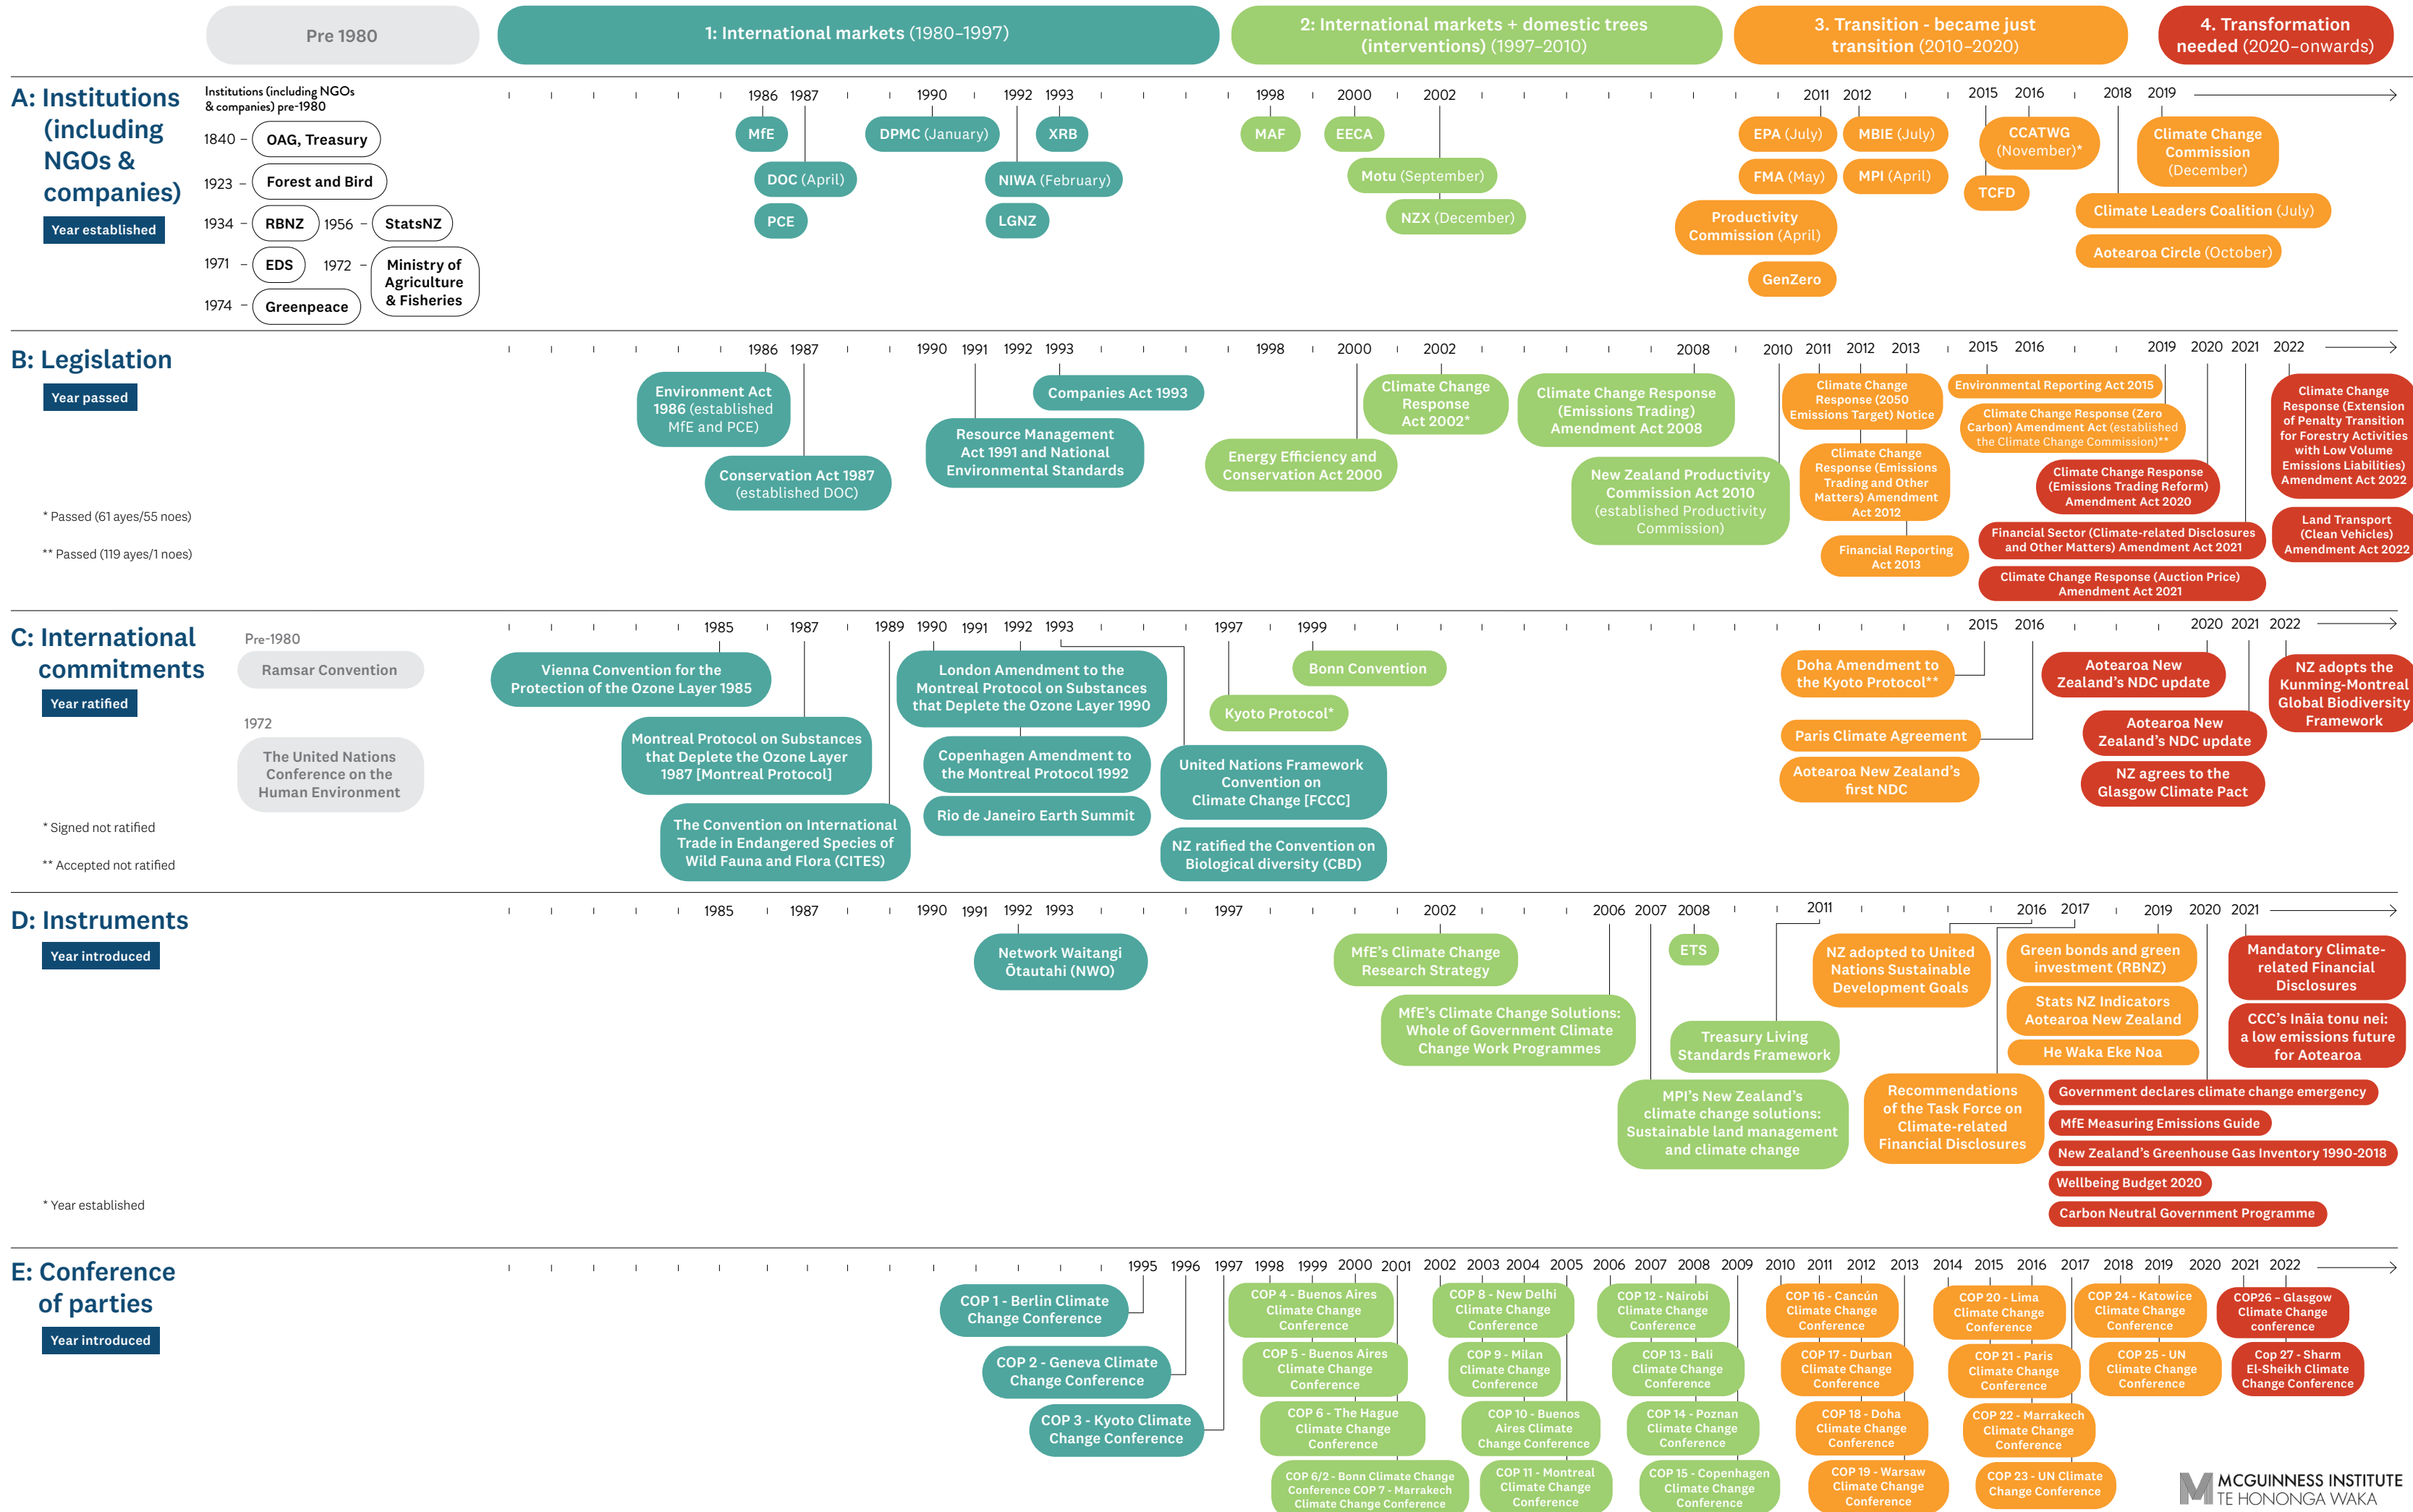 Pre 1980
1: International markets (1980–1997)
2: International markets + domestic trees
(interventions) (1997–2010)
3. Transition - became just
transition (2010–2020)
4. Transformation
needed (2020–onwards)
A: Institutions
(including
NGOs &
companies)
Year established
Institutions (including NGOs
& companies) pre-1980
1840 – OAG, Treasury
1923 – Forest and Bird
1934 – RBNZ 1956 – StatsNZ
1971 – EDS 1972 – Ministry of
Agriculture
& Fisheries
1974 – Greenpeace
1986 1987 1990 1992 1993 1998 2000 2002 2011 2012 2015 2016 2018 2019
MfE
DOC (April)
PCE
DPMC (January)
NIWA (February)
LGNZ
XRB
MAF
EECA
Motu (September)
NZX (December)
EPA (July)
FMA (May)
Productivity
Commission (April)
GenZero
MBIE (July)
MPI (April)
CCATWG
(November)*
TCFD
Climate Change
Commission
(December)
Climate Leaders Coalition (July)
Aotearoa Circle (October)
B: Legislation
Year passed
* Passed (61 ayes/55 noes)
** Passed (119 ayes/1 noes)
1986 1987 1990 1991 1992 1993 1998 2000 2002 2008 2010 2011 2012 2013 2015 2016 2019 2020 2021 2022
Environment Act
1986 (established
MfE and PCE)
Conservation Act 1987
(established DOC)
Companies Act 1993
Resource Management
Act 1991 and National
Environmental Standards
Energy Efficiency and
Conservation Act 2000
Climate Change
Response
Act 2002*
Climate Change Response
(Emissions Trading)
Amendment Act 2008
New Zealand Productivity
Commission Act 2010
(established Productivity
Commission)
Climate Change
Response (2050
Emissions Target) Notice
Climate Change
Response (Emissions
Trading and Other
Matters) Amendment
Act 2012
Financial Reporting
Act 2013
Environmental Reporting Act 2015
Climate Change Response (Zero
Carbon) Amendment Act (established
the Climate Change Commission)**
Climate Change Response
(Emissions Trading Reform)
Amendment Act 2020
Financial Sector (Climate-related Disclosures
and Other Matters) Amendment Act 2021
Climate Change Response (Auction Price)
Amendment Act 2021
Climate Change
Response (Extension
of Penalty Transition
for Forestry Activities
with Low Volume
Emissions Liabilities)
Amendment Act 2022
Land Transport
(Clean Vehicles)
Amendment Act 2022
C: International
commitments
Year ratified
* Signed not ratified
** Accepted not ratified
Pre-1980
Ramsar Convention
1972
The United Nations
Conference on the
Human Environment
1985 1987 1989 1990 1991 1992 1993 1997 1999 2015 2016 2020 2021 2022
Vienna Convention for the
Protection of the Ozone Layer 1985
Montreal Protocol on Substances
that Deplete the Ozone Layer
1987 [Montreal Protocol]
The Convention on International
Trade in Endangered Species of
Wild Fauna and Flora (CITES)
London Amendment to the
Montreal Protocol on Substances
that Deplete the Ozone Layer 1990
Copenhagen Amendment to
the Montreal Protocol 1992
Rio de Janeiro Earth Summit
United Nations Framework
Convention on
Climate Change [FCCC]
NZ ratified the Convention on
Biological diversity (CBD)
Bonn Convention
Kyoto Protocol*
Doha Amendment to
the Kyoto Protocol**
Paris Climate Agreement
Aotearoa New Zealand's
first NDC
Aotearoa New
Zealand's NDC update
Aotearoa New
Zealand's NDC update
NZ agrees to the
Glasgow Climate Pact
NZ adopts the
Kunming-Montreal
Global Biodiversity
Framework
D: Instruments
Year introduced
* Year established
1985 1987 1990 1991 1992 1993 1997 2002 2006 2007 2008 2011 2016 2017 2019 2020 2021
Network Waitangi
Ōtautahi (NWO)
MfE's Climate Change
Research Strategy
MfE's Climate Change Solutions:
Whole of Government Climate
Change Work Programmes
ETS
Treasury Living
Standards Framework
MPI's New Zealand's
climate change solutions:
Sustainable land management
and climate change
NZ adopted to United
Nations Sustainable
Development Goals
Recommendations
of the Task Force on
Climate-related
Financial Disclosures
Green bonds and green
investment (RBNZ)
Stats NZ Indicators
Aotearoa New Zealand
He Waka Eke Noa
Mandatory Climate-
related Financial
Disclosures
CCC's Ināia tonu nei:
a low emissions future
for Aotearoa
Government declares climate change emergency
MfE Measuring Emissions Guide
New Zealand's Greenhouse Gas Inventory 1990-2018
Wellbeing Budget 2020
Carbon Neutral Government Programme
E: Conference
of parties
Year introduced
1995 1996 1997 1998 1999 2000 2001 2002 2003 2004 2005 2006 2007 2008 2009 2010 2011 2012 2013 2014 2015 2016 2017 2018 2019 2020 2021 2022
COP 1 - Berlin Climate
Change Conference
COP 2 - Geneva Climate
Change Conference
COP 3 - Kyoto Climate
Change Conference
COP 4 - Buenos Aires
Climate Change
Conference
COP 5 - Buenos Aires
Climate Change
Conference
COP 6 - The Hague
Climate Change
Conference
COP 6/2 - Bonn Climate Change
Conference COP 7 - Marrakech
Climate Change Conference
COP 8 - New Delhi
Climate Change
Conference
COP 9 - Milan
Climate Change
Conference
COP 10 - Buenos
Aires Climate
Change Conference
COP 11 - Montreal
Climate Change
Conference
COP 12 - Nairobi
Climate Change
Conference
COP 13 - Bali
Climate Change
Conference
COP 14 - Poznan
Climate Change
Conference
COP 15 - Copenhagen
Climate Change
Conference
COP 16 - Cancún
Climate Change
Conference
COP 17 - Durban
Climate Change
Conference
COP 18 - Doha
Climate Change
Conference
COP 19 - Warsaw
Climate Change
Conference
COP 20 - Lima
Climate Change
Conference
COP 21 - Paris
Climate Change
Conference
COP 22 - Marrakech
Climate Change
Conference
COP 23 - UN Climate
Change Conference
COP 24 - Katowice
Climate Change
Conference
COP 25 - UN
Climate Change
Conference
COP26 - Glasgow
Climate Change
conference
Cop 27 - Sharm
El-Sheikh Climate
Change Conference
MCGUINNESS INSTITUTE
TE HONONGA WAKA